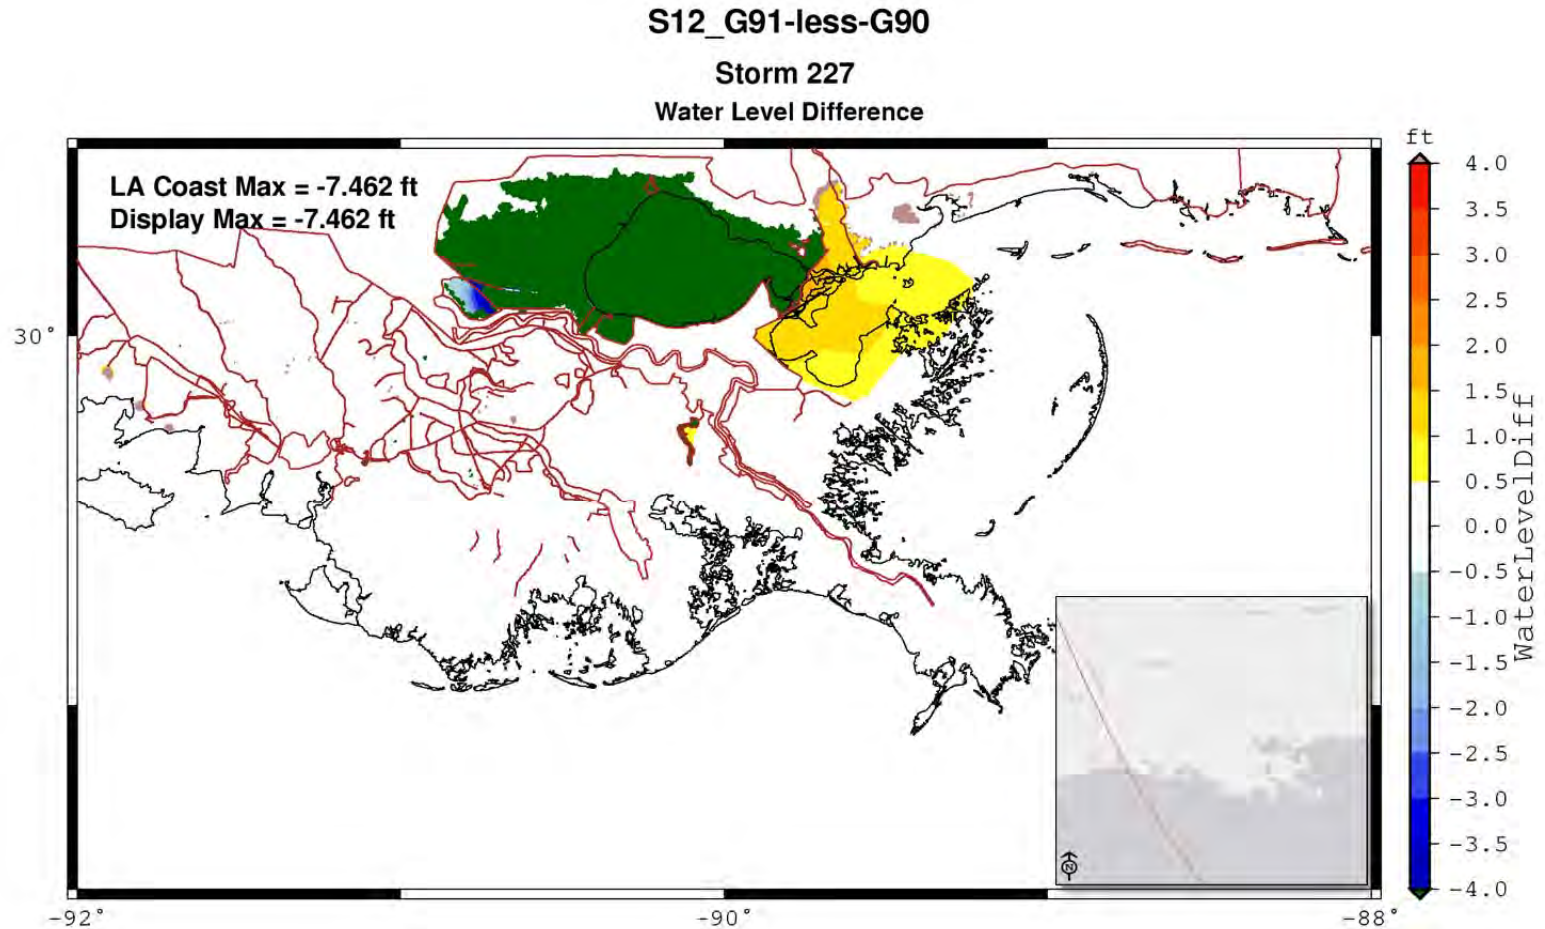 S12_G91-less-G90
Storm 227
Water Level Difference
LA Coast Max = -7.462 ft
Display Max = -7.462 ft
ft
4.0
3.5
3.0
2.5
2.0
1.5
1.0
0.5
0.0
-0.5
-1.0
-1.5
-2.0
-2.5
-3.0
-3.5
-4.0
WaterLevelDiff
30°
-92°
-90°
-88°
N